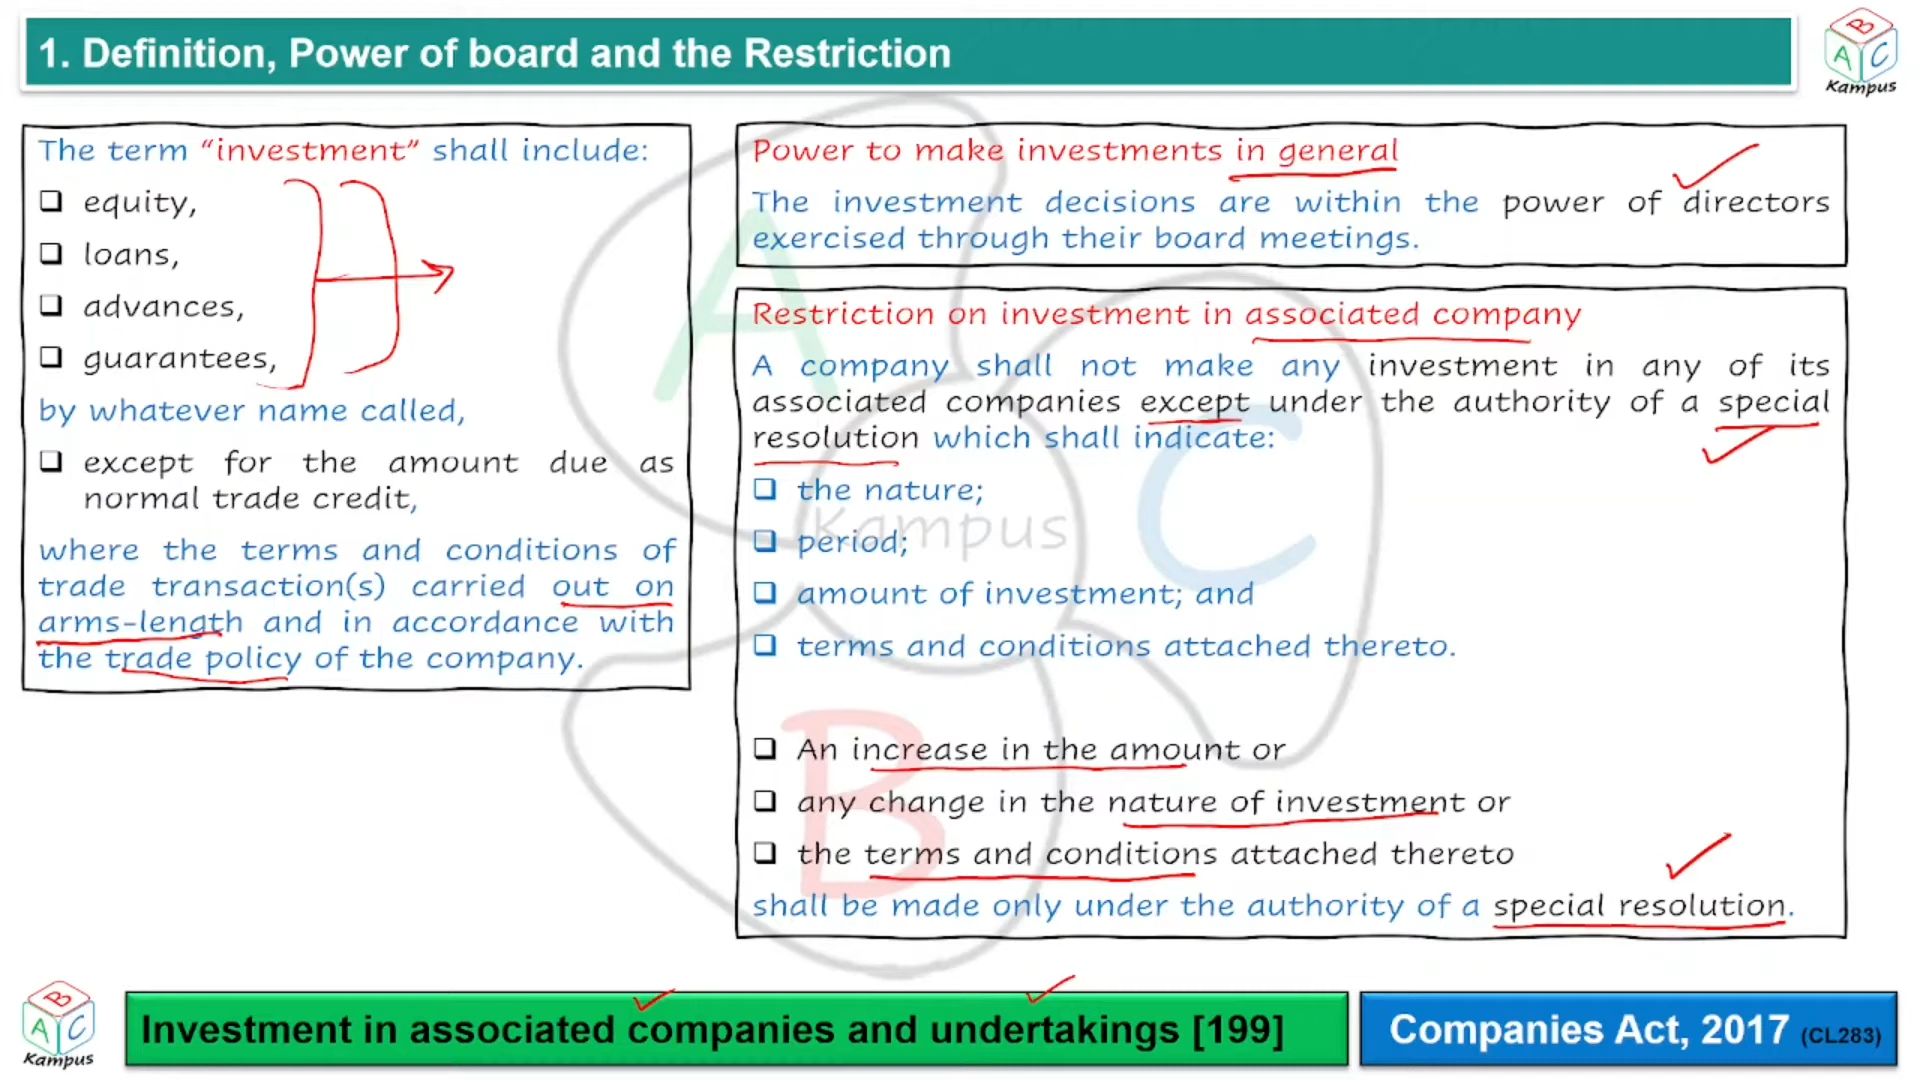 1. Definition, Power of board and the Restriction
B
A C
Kampus
The term “investment” shall include:
equity,
loans,
advances,
guarantees,
by whatever name called,
except for the amount due as
normal trade credit,
where the terms and conditions of
trade transaction(s) carried out on
arms-length and in accordance with
the trade policy of the company.
Power to make investments in general
The investment decisions are within the power of directors
exercised through their board meetings.
Restriction on investment in associated company
A company shall not make any investment in any of its
associated companies except under the authority of a special
resolution which shall indicate:
the nature;
period;
amount of investment; and
terms and conditions attached thereto.
An increase in the amount or
any change in the nature of investment or
the terms and conditions attached thereto
shall be made only under the authority of a special resolution.
A
Kampus
C
B
B
A C
Kampus
Investment in associated companies and undertakings [199]
Companies Act, 2017 (CL283)